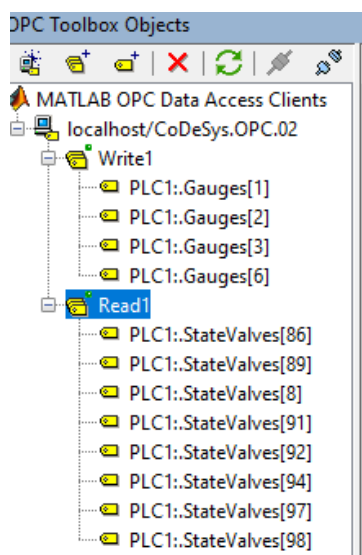 OPC Toolbox Objects
MATLAB OPC Data Access Clients
localhost/CoDeSys.OPC.02
Write1
PLC1:.Gauges[1]
PLC1:.Gauges[2]
PLC1:.Gauges[3]
PLC1:.Gauges[6]
Read1
PLC1:.StateValves[86]
PLC1:.StateValves[89]
PLC1:.StateValves[8]
PLC1:.StateValves[91]
PLC1:.StateValves[92]
PLC1:.StateValves[94]
PLC1:.StateValves[97]
PLC1:.StateValves[98]